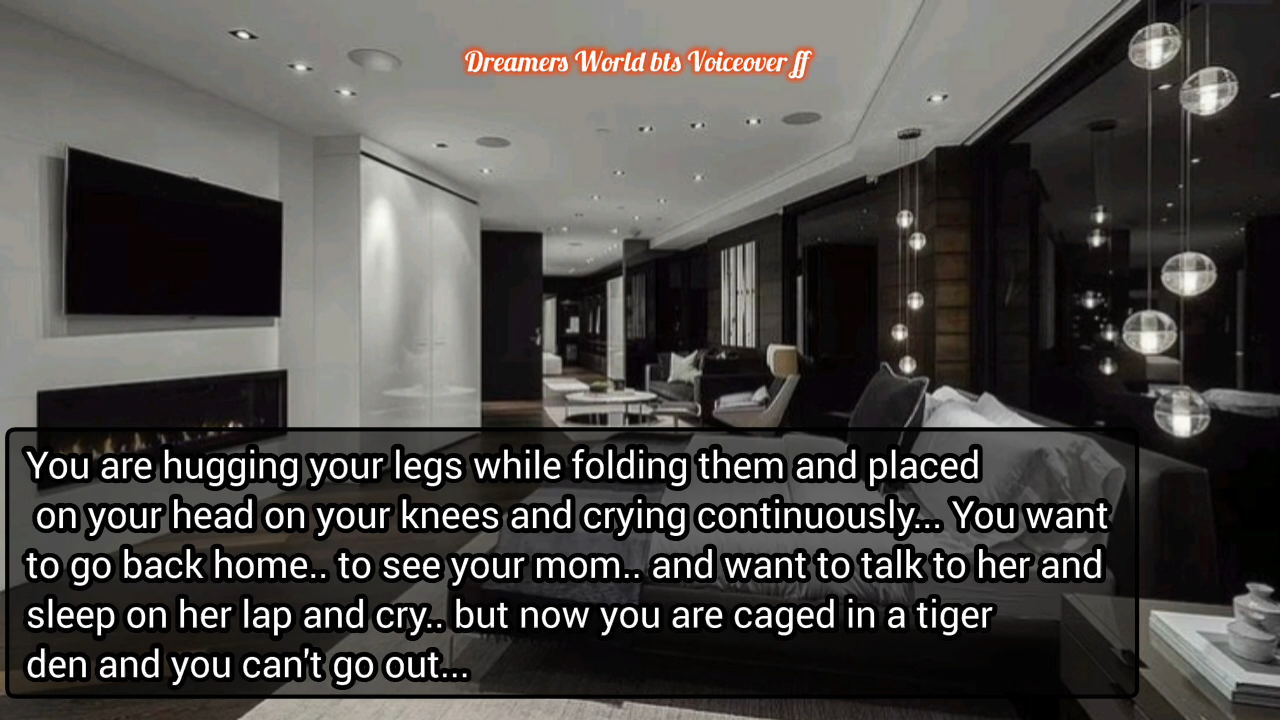 Dreamers World bts Voiceover ff
You are hugging your legs while folding them and placed
on your head on your knees and crying continuously... You want
to go back home.. to see your mom.. and want to talk to her and
sleep on her lap and cry.. but now you are caged in a tiger
den and you can't go out...